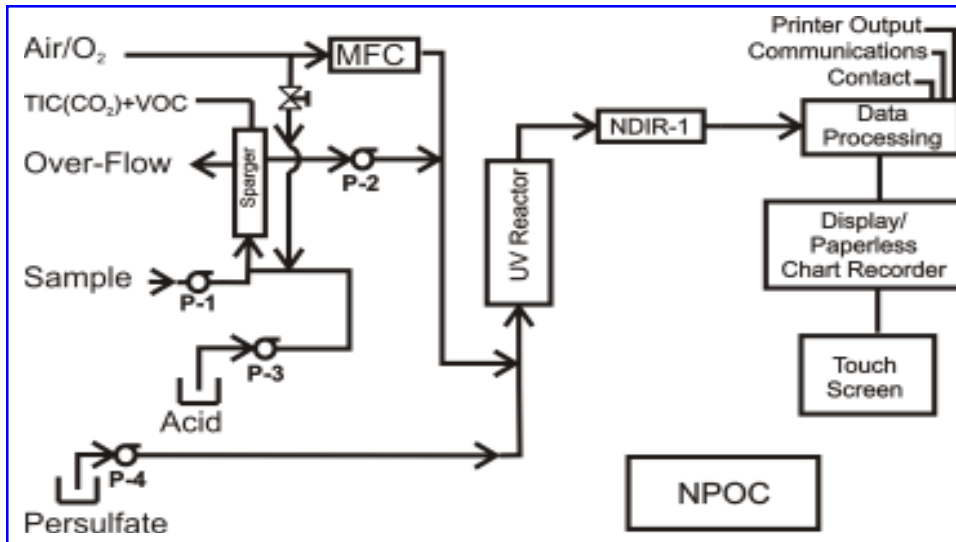 Printer Output
Communications
Contact
Air/O₂
MFC
TIC(CO₂)+VOC
Over-Flow
Sparger
P-2
NDIR-1
Data
Processing
UV Reactor
Display/
Paperless
Chart Recorder
Sample
P-1
P-3
Acid
Touch
Screen
P-4
Persulfate
NPOC